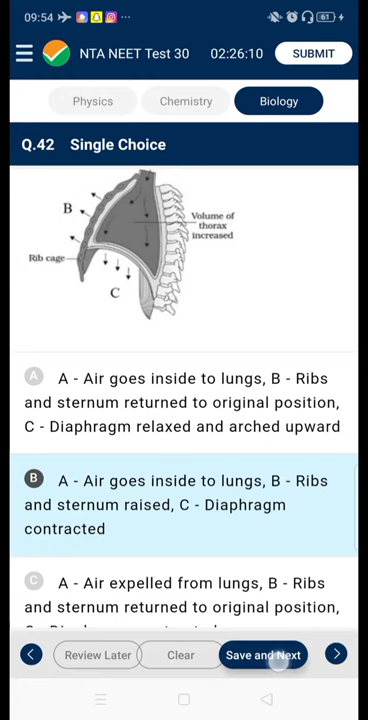 09:54 61
NTA NEET Test 30 02:26:10 SUBMIT
Physics Chemistry Biology
Q.42 Single Choice
B
Volume of
thorax
increased
Rib cage
C
A A - Air goes inside to lungs, B - Ribs
and sternum returned to original position,
C - Diaphragm relaxed and arched upward
B A - Air goes inside to lungs, B - Ribs
and sternum raised, C - Diaphragm
contracted
C A - Air expelled from lungs, B - Ribs
and sternum returned to original position,
Review Later Clear Save and Next